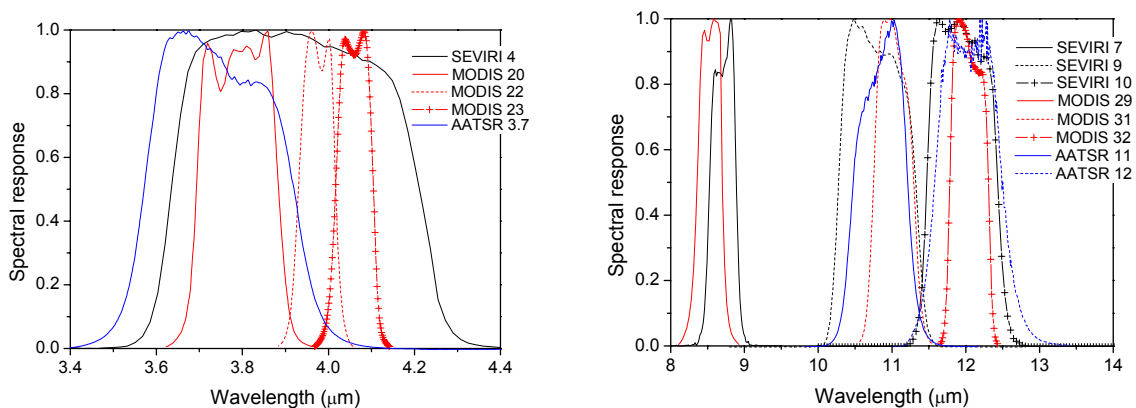 Spectral response
1.0
0.8
0.6
0.4
0.2
0.0
3.4 3.6 3.8 4.0 4.2 4.4
Wavelength (μm)
SEVIRI 4
MODIS 20
MODIS 22
MODIS 23
AATSR 3.7
Spectral response
1.0
0.8
0.6
0.4
0.2
0.0
8 9 10 11 12 13 14
Wavelength (μm)
SEVIRI 7
SEVIRI 9
SEVIRI 10
MODIS 29
MODIS 31
MODIS 32
AATSR 11
AATSR 12